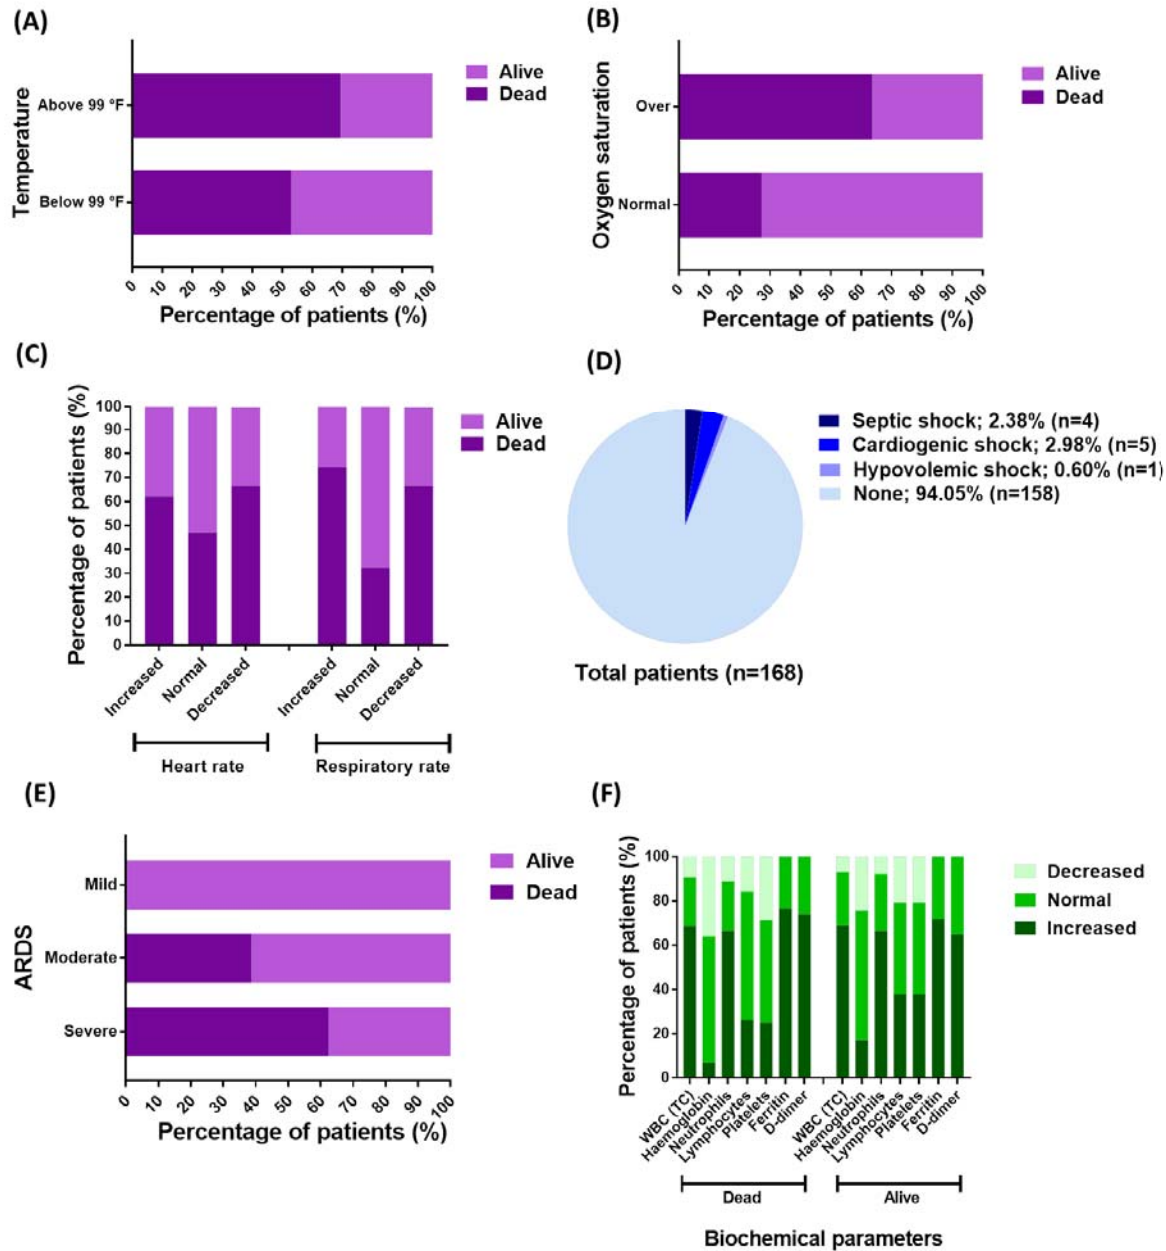 (A)
Temperature
Above 99 °F
Below 99 °F
0 10 20 30 40 50 60 70 80 90 100
Percentage of patients (%)
Alive
Dead
(B)
Oxygen saturation
Over
Normal
0 10 20 30 40 50 60 70 80 90 100
Percentage of patients (%)
Alive
Dead
(C)
Percentage of patients (%)
100
90
80
70
60
50
40
30
20
10
0
Increased
Normal
Decreased
Increased
Normal
Decreased
Heart rate
Respiratory rate
Alive
Dead
(D)
Septic shock; 2.38% (n=4)
Cardiogenic shock; 2.98% (n=5)
Hypovolemic shock; 0.60% (n=1)
None; 94.05% (n=158)
Total patients (n=168)
(E)
ARDS
Mild
Moderate
Severe
0 10 20 30 40 50 60 70 80 90 100
Percentage of patients (%)
Alive
Dead
(F)
Percentage of patients (%)
100
80
60
40
20
0
WBC (TC)
Haemoglobin
Neutrophils
Lymphocytes
Platelets
Ferritin
D-dimer
WBC (TC)
Haemoglobin
Neutrophils
Lymphocytes
Platelets
Ferritin
D-dimer
Dead
Alive
Biochemical parameters
Decreased
Normal
Increased